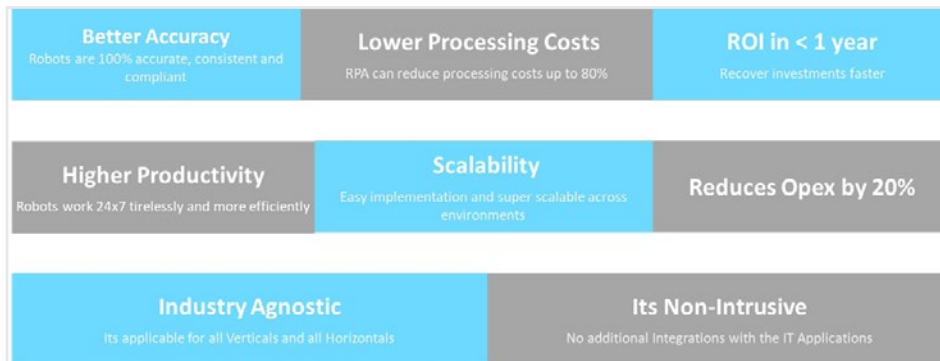 Better Accuracy
Robots are 100% accurate, consistent and
compliant
Lower Processing Costs
RPA can reduce processing costs up to 80%
ROI in < 1 year
Recover investments faster
Higher Productivity
Robots work 24x7 tirelessly and more efficiently
Scalability
Easy implementation and super scalable across
environments
Reduces Opex by 20%
Industry Agnostic
Its applicable for all Verticals and all Horizontals
Its Non-Intrusive
No additional Integrations with the IT Applications